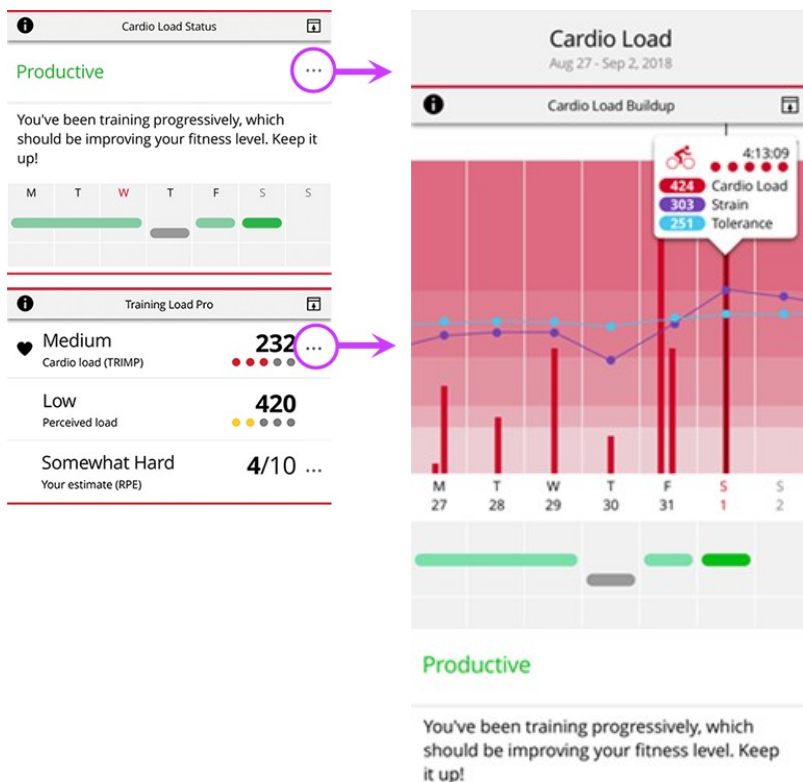 Cardio Load Status
Productive
...
You've been training progressively, which
should be improving your fitness level. Keep it
up!
M T W T F S S
Training Load Pro
Medium 232 ...
Cardio load (TRIMP)
Low 420
Perceived load
Somewhat Hard 4/10 ...
Your estimate (RPE)
Cardio Load
Aug 27 - Sep 2, 2018
Cardio Load Buildup
4:13:09
424 Cardio Load
303 Strain
251 Tolerance
M T W T F S S
27 28 29 30 31 1 2
Productive
You've been training progressively, which
should be improving your fitness level. Keep
it up!